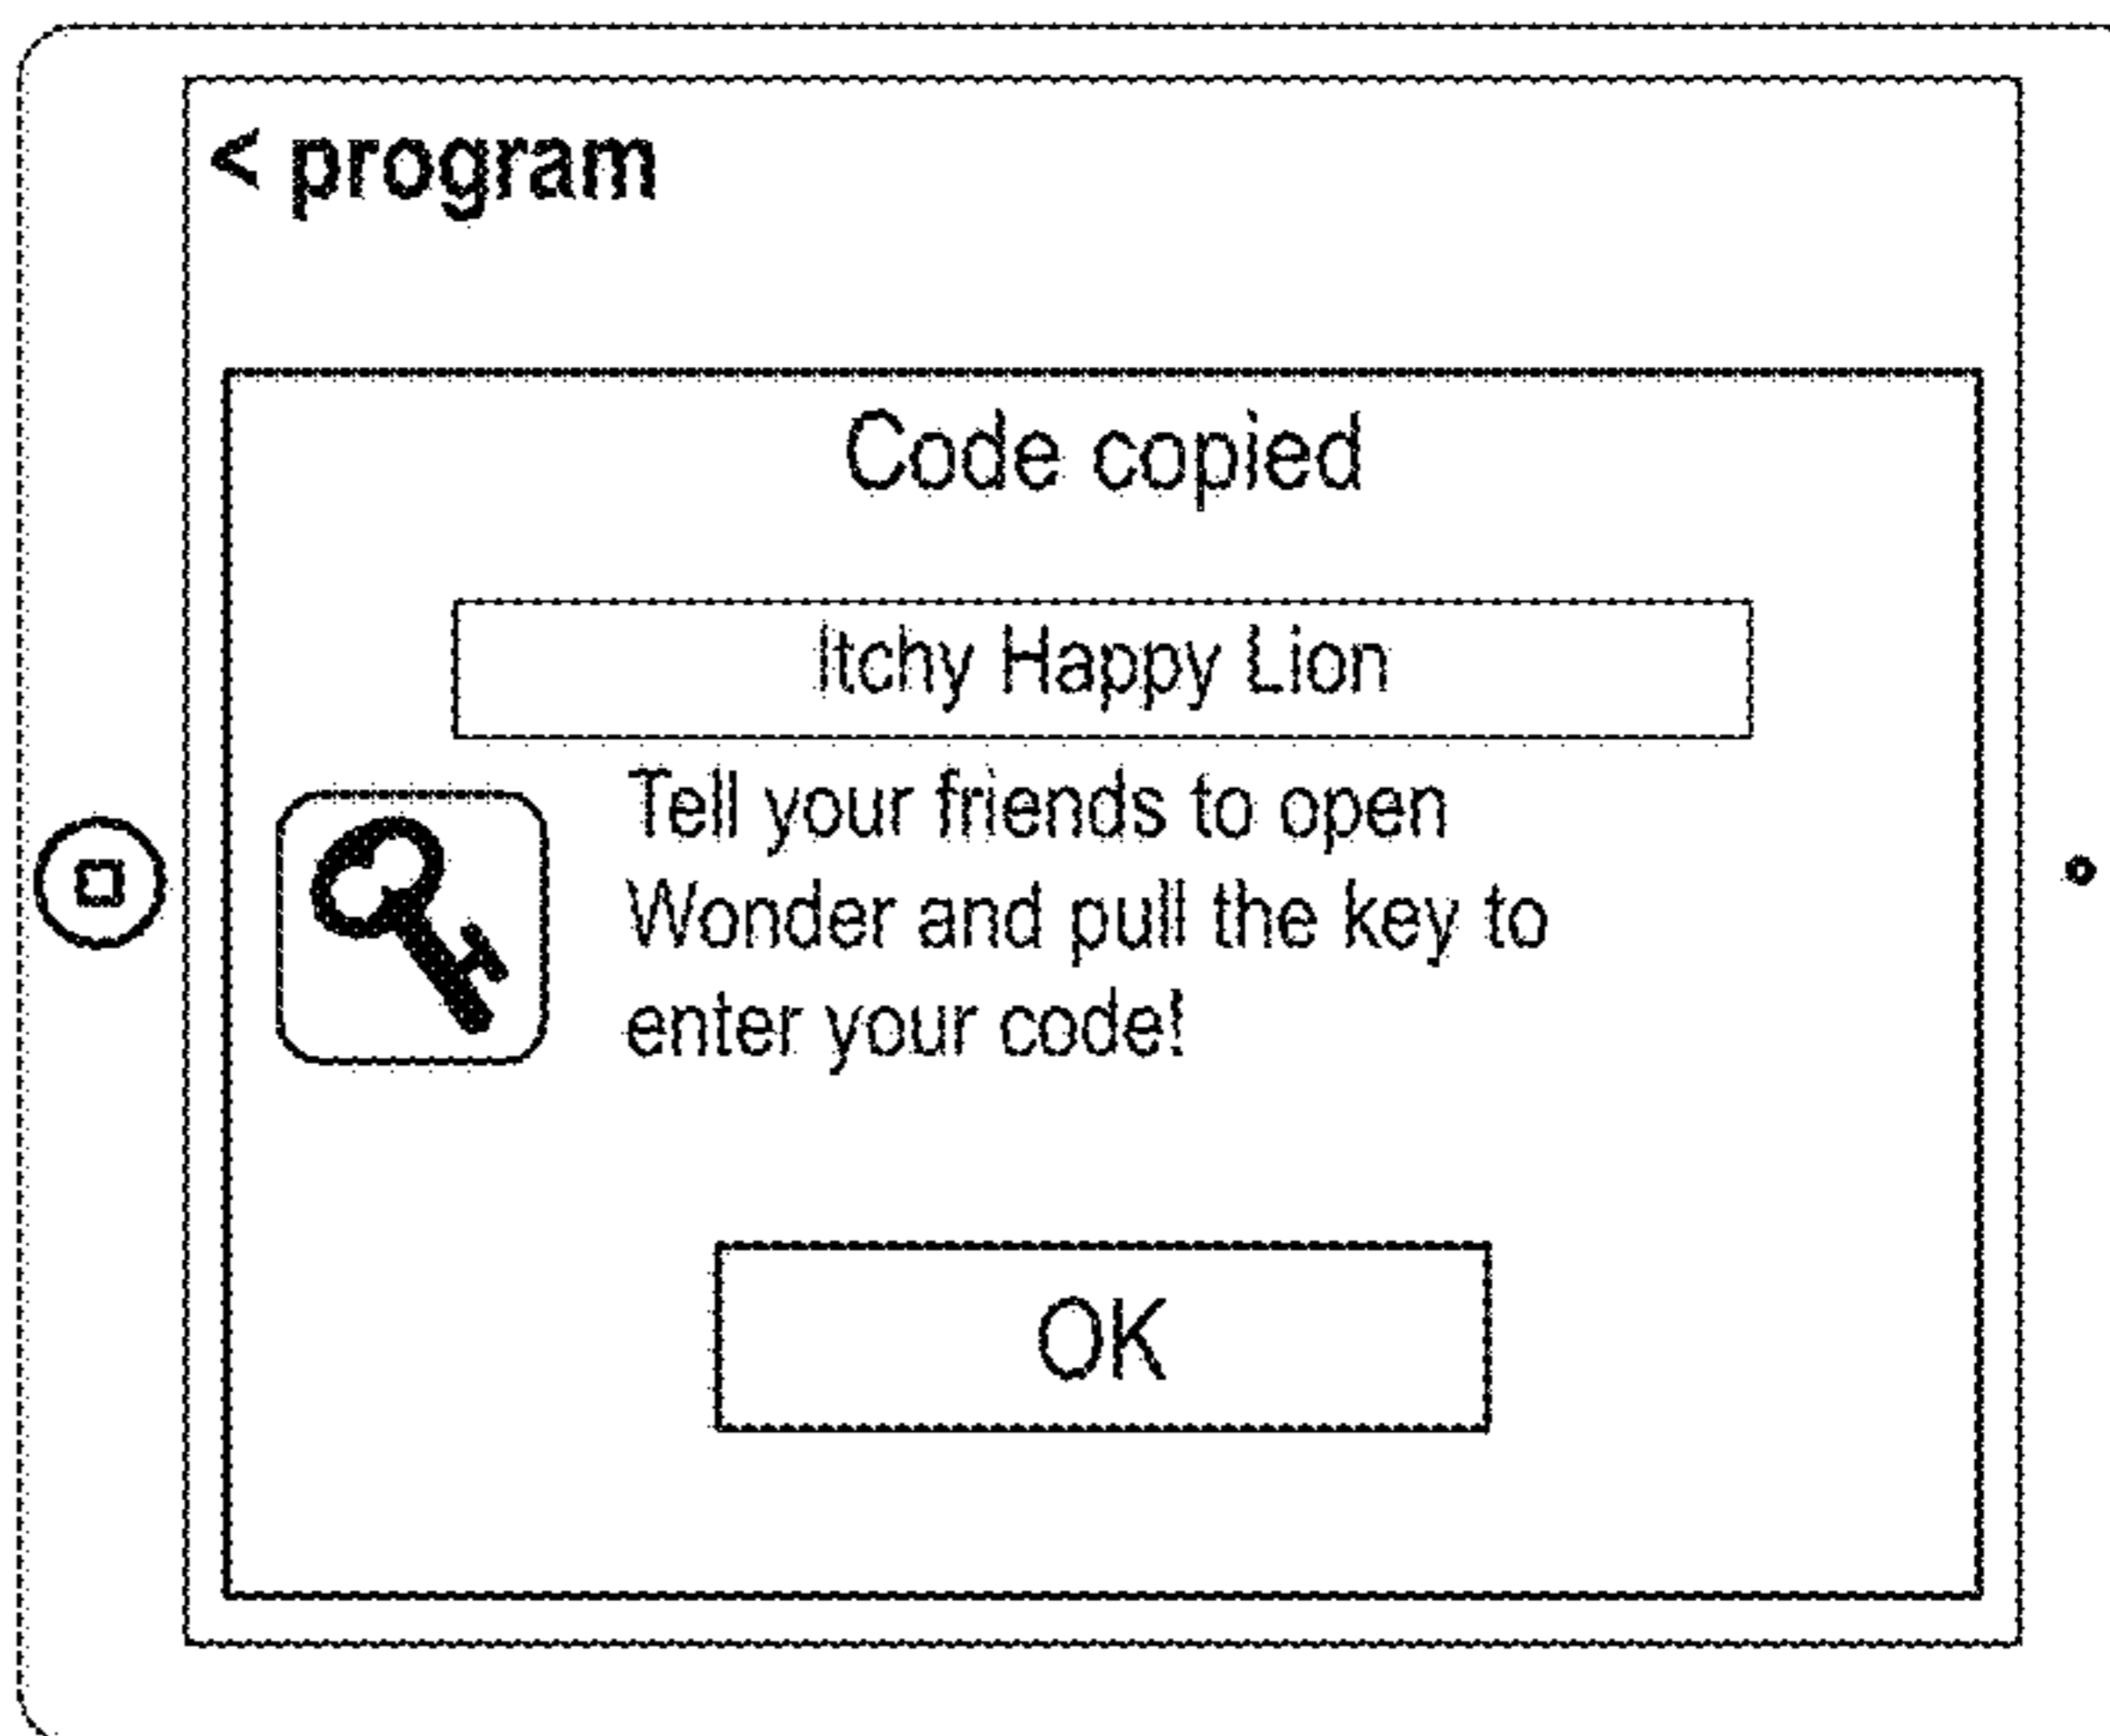 < program
Code copied
Itchy Happy Lion
Tell your friends to open
Wonder and pull the key to
enter your code!
OK